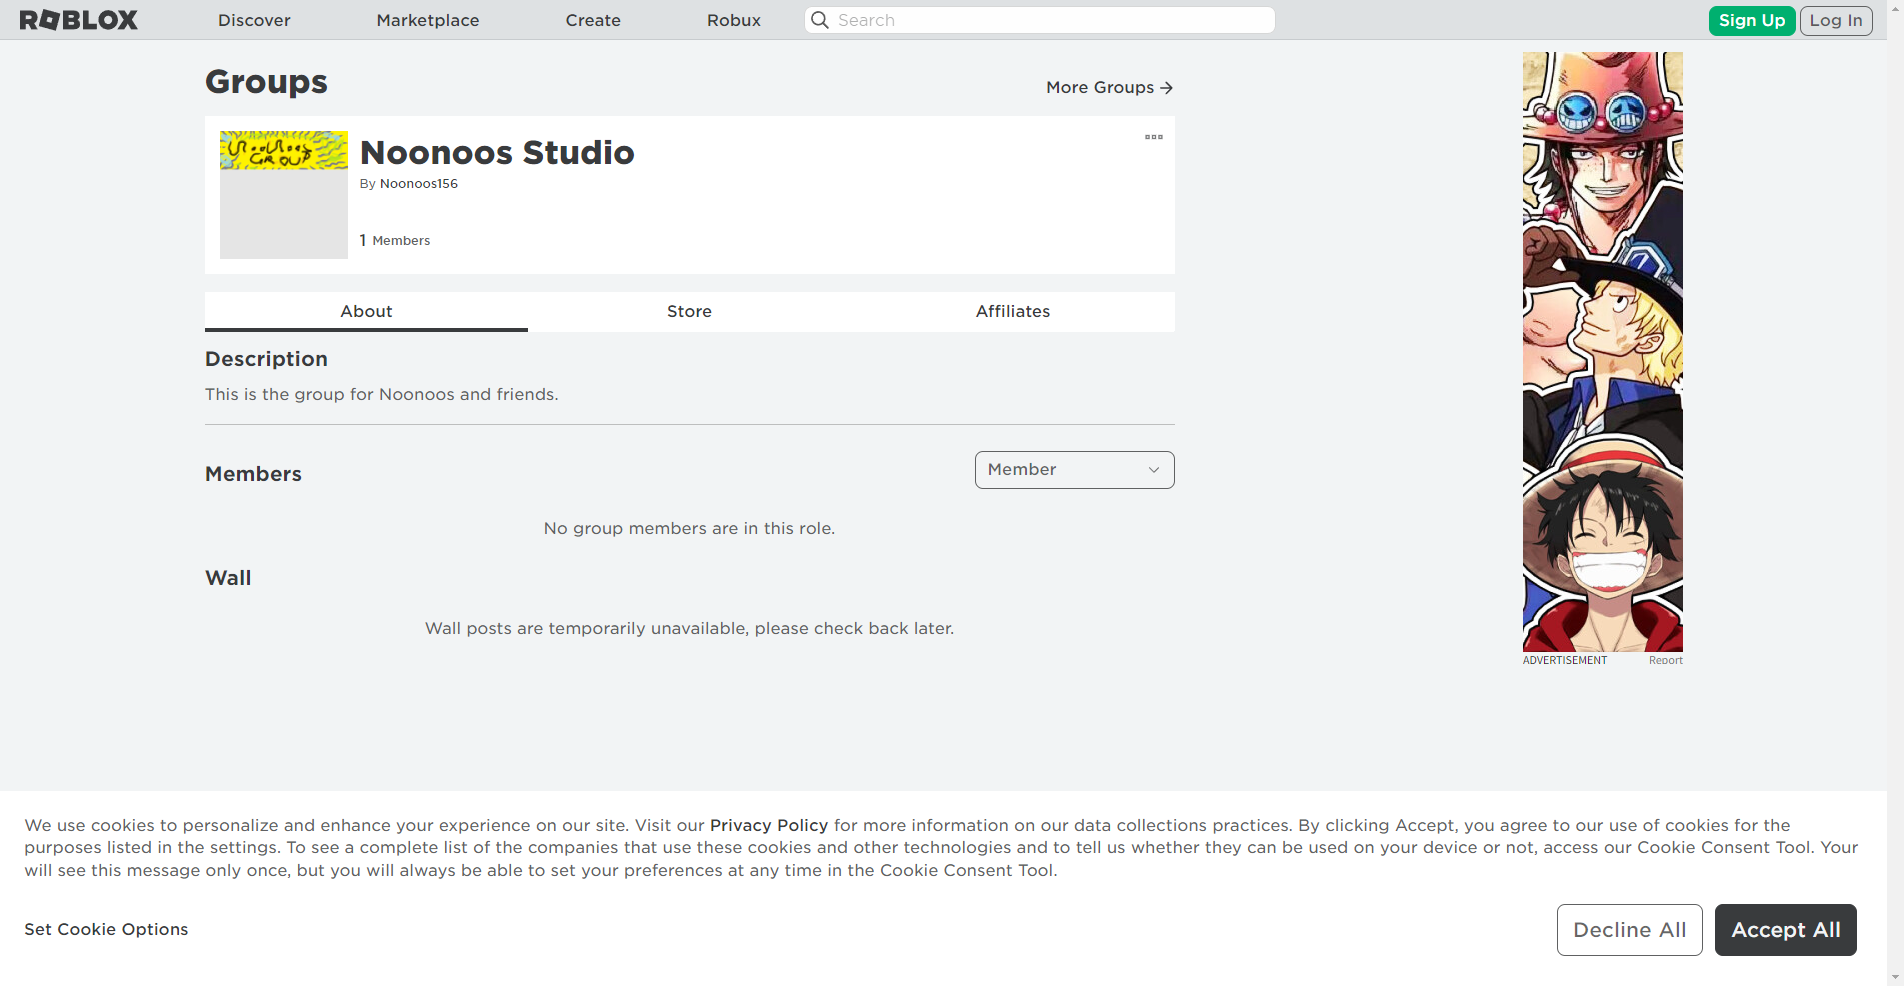 ROBLOX
Discover
Marketplace
Create
Robux
Search
Sign Up
Log In
Groups
More Groups →
NooNoos
GROUP
Noonoos Studio
By Noonoos156
1 Members
About
Store
Affiliates
Description
This is the group for Noonoos and friends.
Members
Member
No group members are in this role.
Wall
Wall posts are temporarily unavailable, please check back later.
ADVERTISEMENT
Report
We use cookies to personalize and enhance your experience on our site. Visit our Privacy Policy for more information on our data collections practices. By clicking Accept, you agree to our use of cookies for the
purposes listed in the settings. To see a complete list of the companies that use these cookies and other technologies and to tell us whether they can be used on your device or not, access our Cookie Consent Tool. Your
will see this message only once, but you will always be able to set your preferences at any time in the Cookie Consent Tool.
Set Cookie Options
Decline All
Accept All